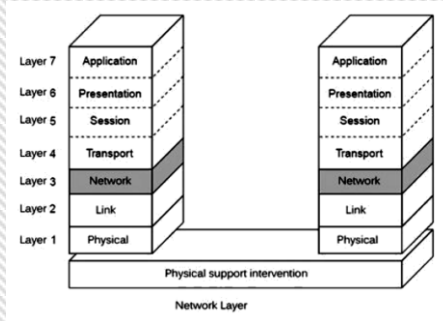 Layer 7 Application Application
Layer 6 Presentation Presentation
Layer 5 Session Session
Layer 4 Transport Transport
Layer 3 Network Network
Layer 2 Link Link
Layer 1 Physical Physical
Physical support intervention
Network Layer